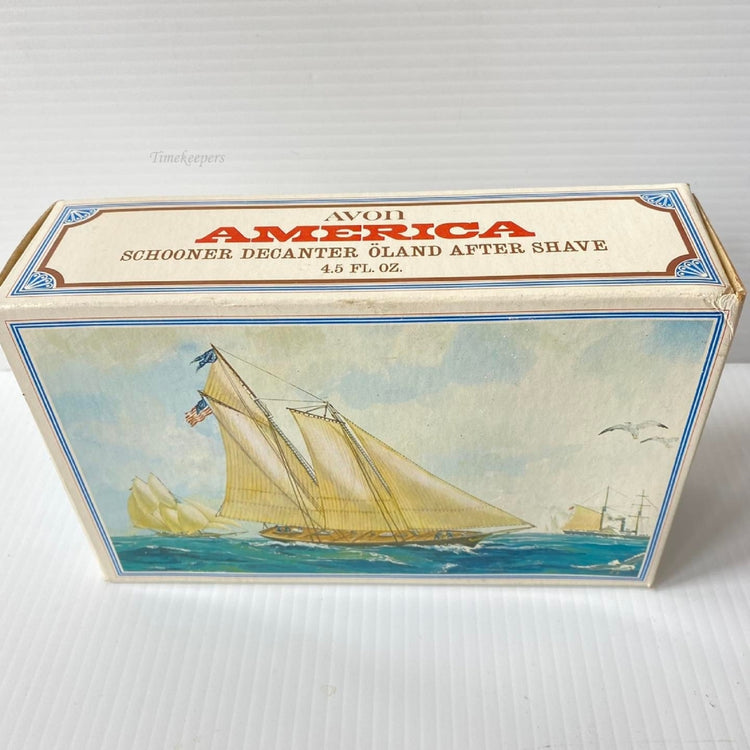 Timekeepers
AVON
AMERICA
SCHOONER DECANTER ÖLAND AFTER SHAVE
4.5 FL. OZ.